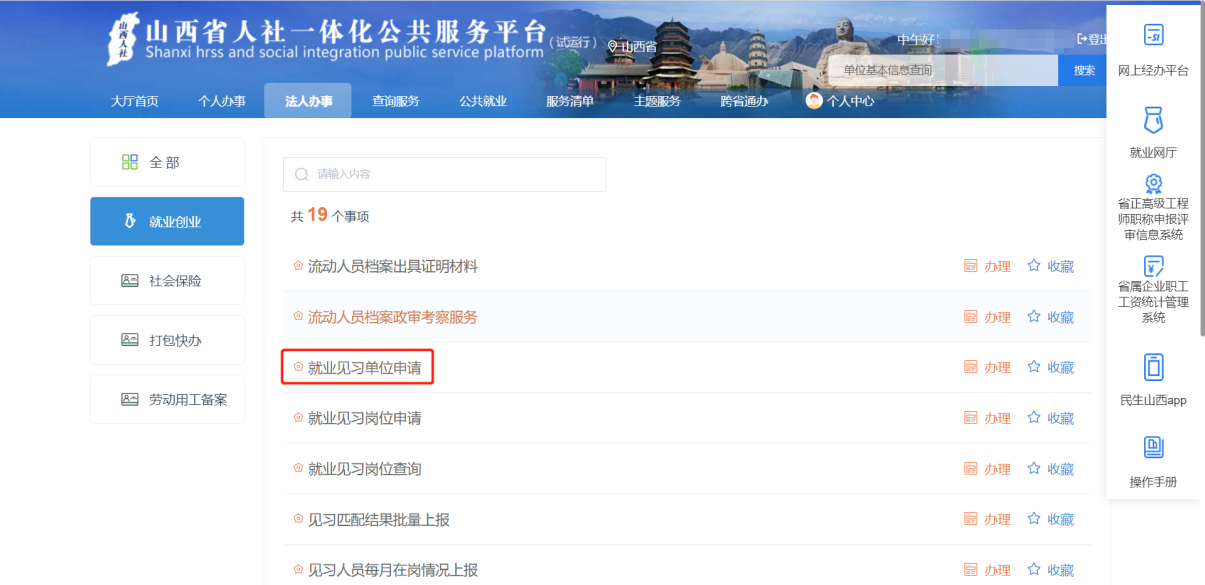 山西人社
山西省人社一体化公共服务平台
(试运行)
山西省
Shanxi hrss and social integration public service platform
中午好!
登出
单位基本信息查询
搜索
大厅首页
个人办事
法人办事
查询服务
公共就业
服务清单
主题服务
跨省通办
个人中心
全部
就业创业
社会保险
打包快办
劳动用工备案
请输入内容
共 19 个事项
流动人员档案出具证明材料 办理 收藏
流动人员档案政审考察服务 办理 收藏
就业见习单位申请 办理 收藏
就业见习岗位申请 办理 收藏
就业见习岗位查询 办理 收藏
见习匹配结果批量上报 办理 收藏
见习人员每月在岗情况上报 办理 收藏
网上经办平台
就业网厅
省正高级工程
师职称申报评
审信息系统
省属企业职工
工资统计管理
系统
民生山西app
操作手册